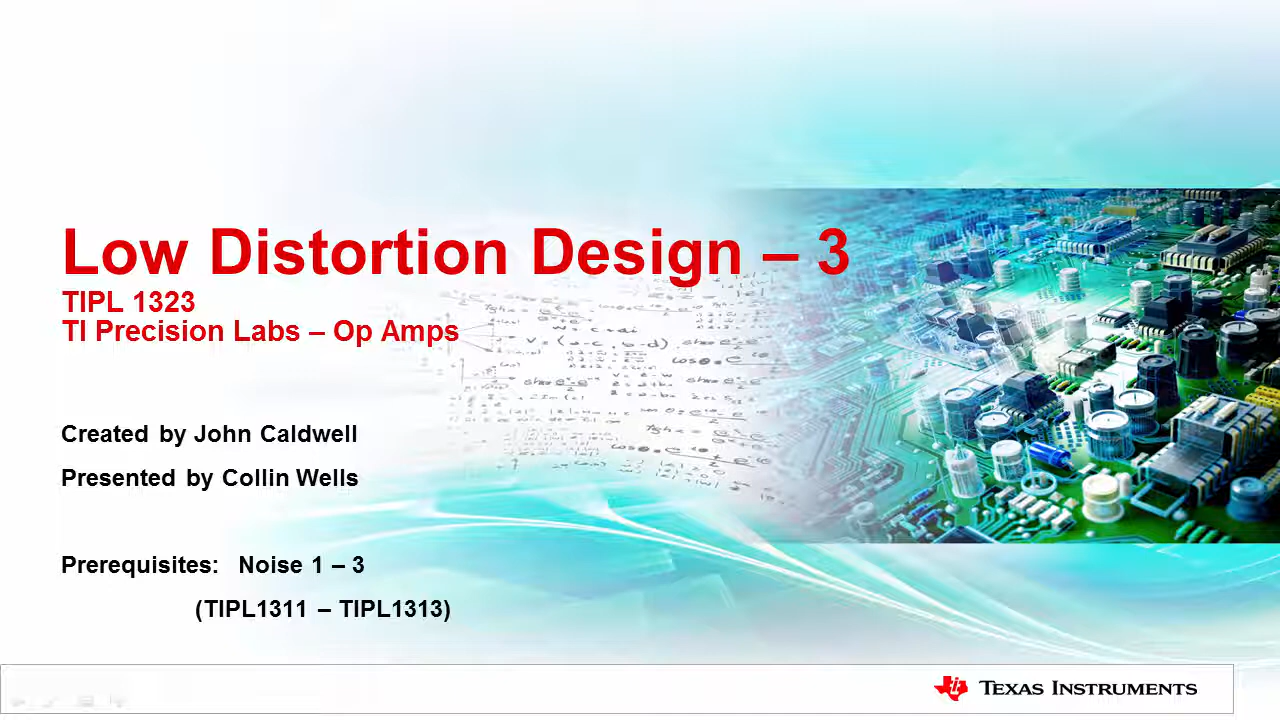 Low Distortion Design – 3
TIPL 1323
TI Precision Labs – Op Amps
Created by John Caldwell
Presented by Collin Wells
Prerequisites: Noise 1 – 3
(TIPL1311 – TIPL1313)
TEXAS INSTRUMENTS